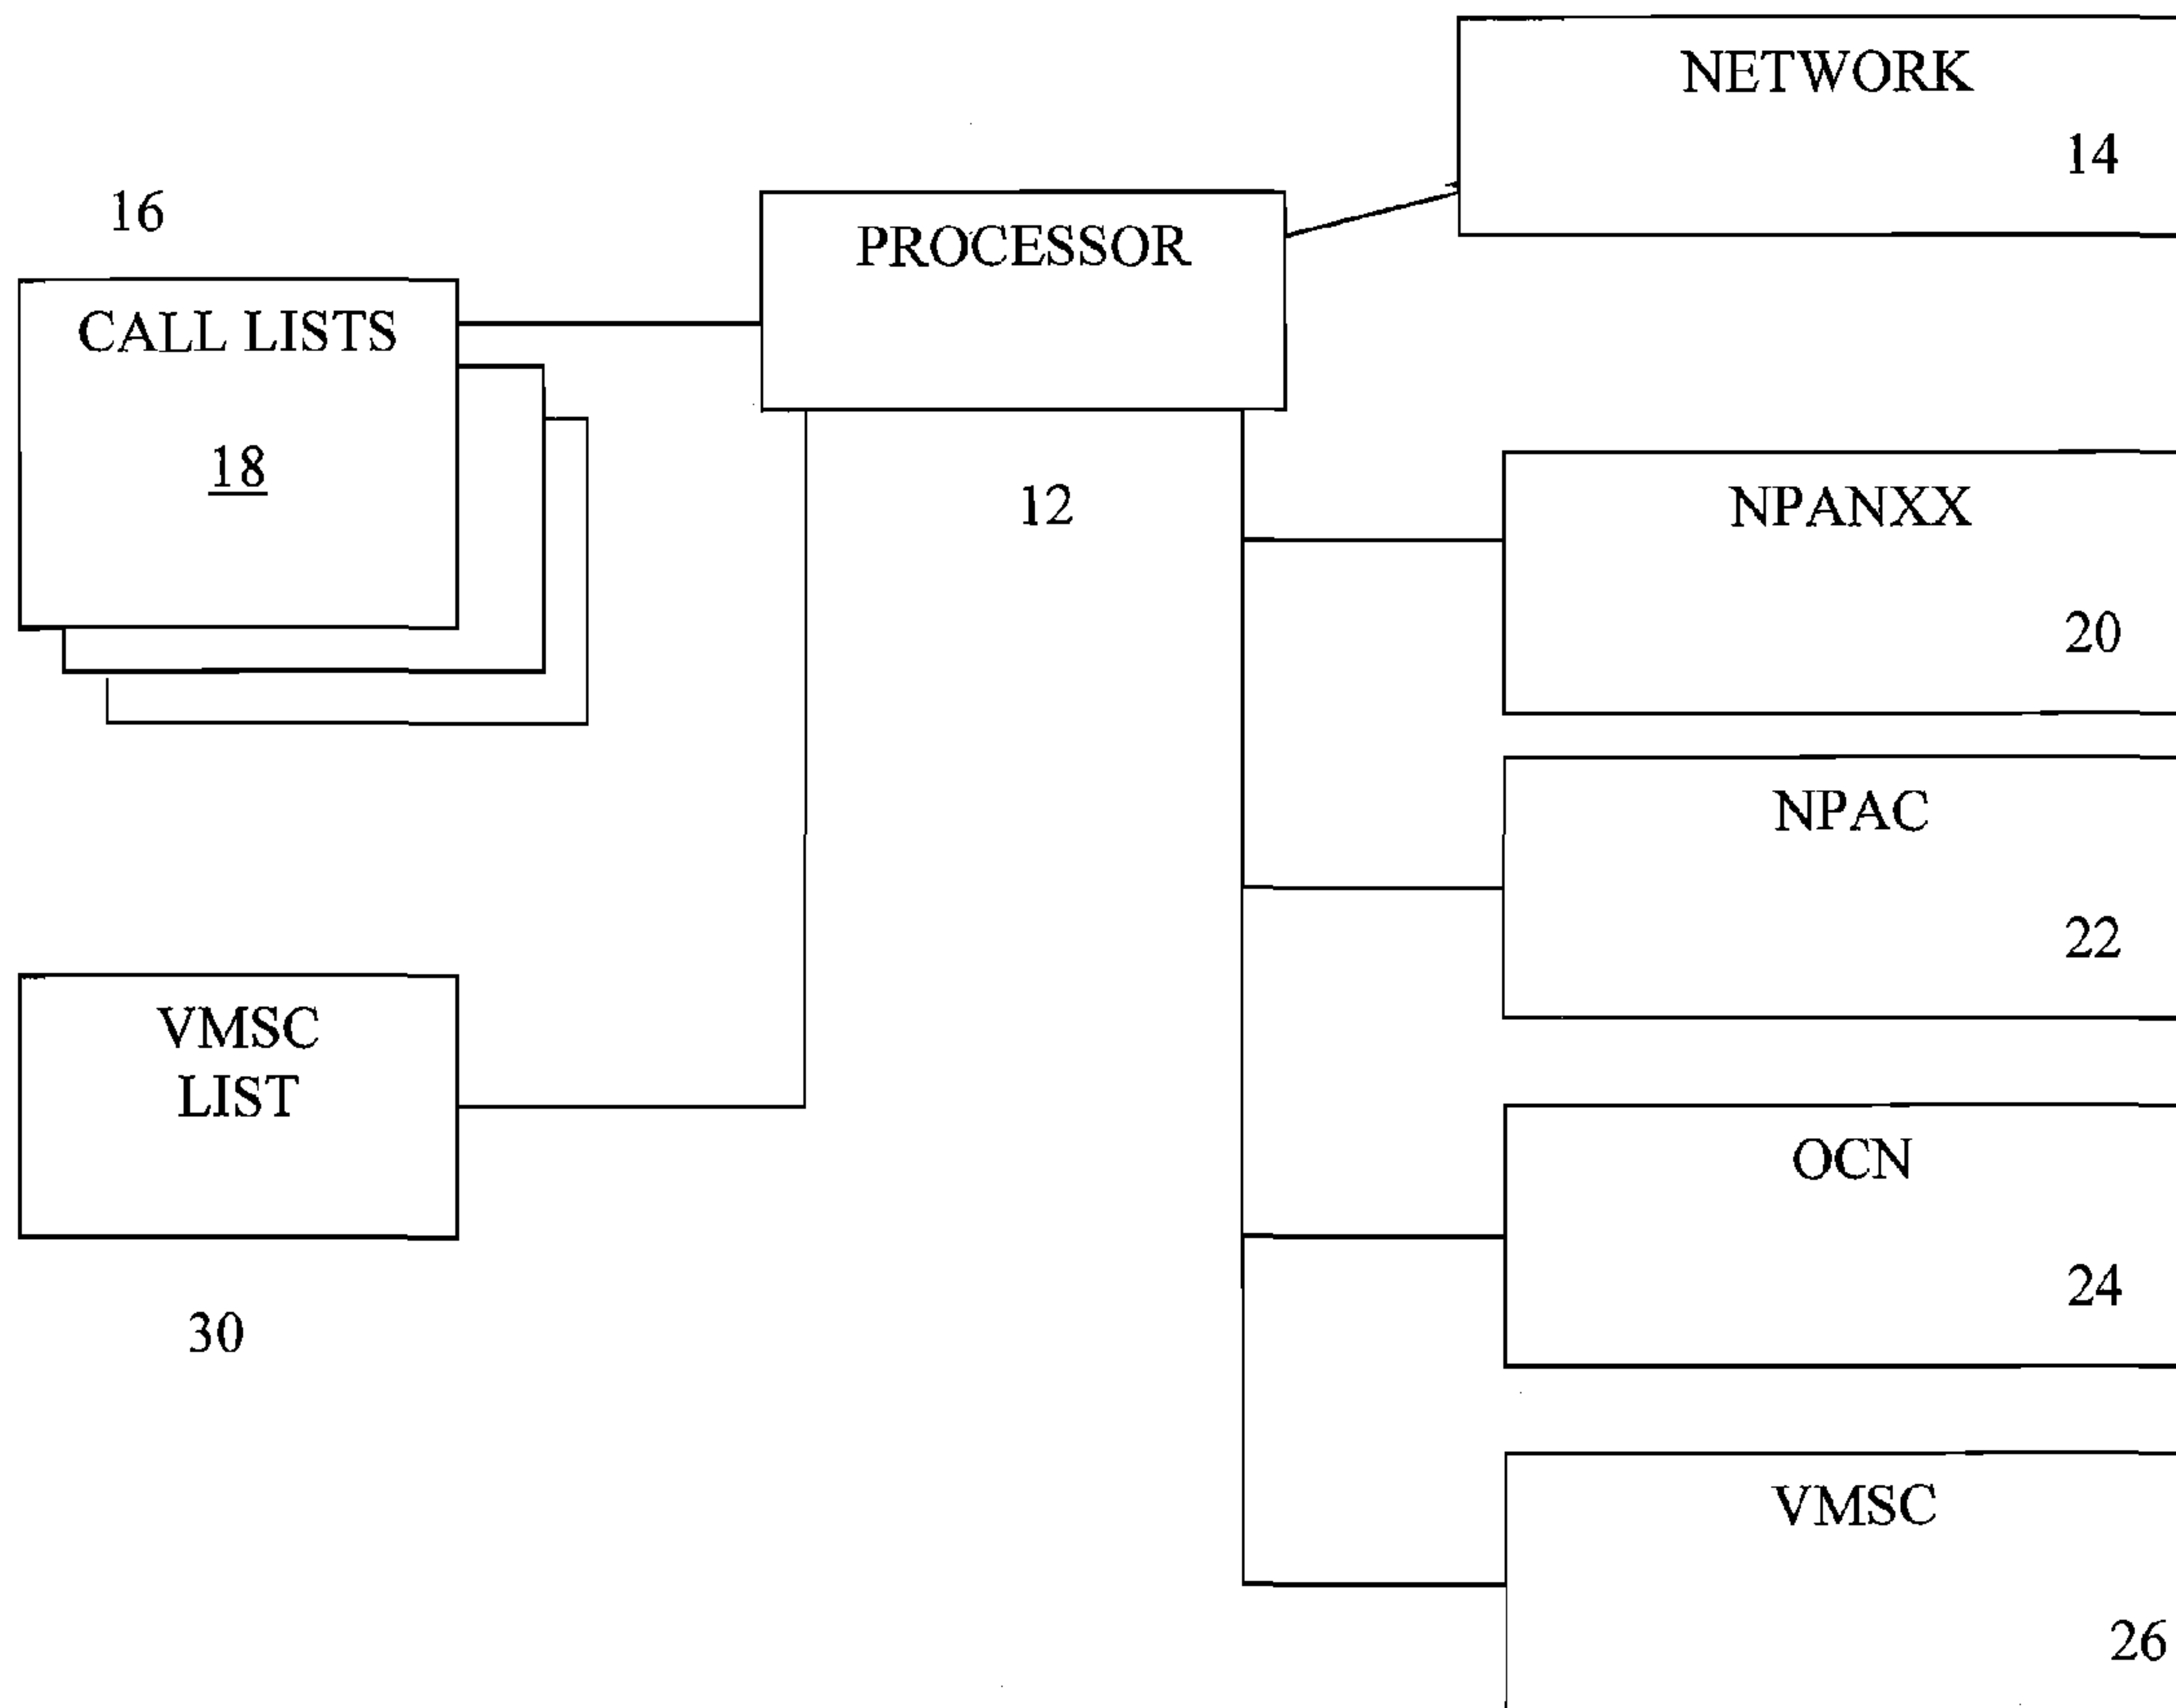 NETWORK
14
16
PROCESSOR
CALL LISTS
18
12
NPANXX
20
NPAC
22
VMSC
LIST
30
OCN
24
VMSC
26